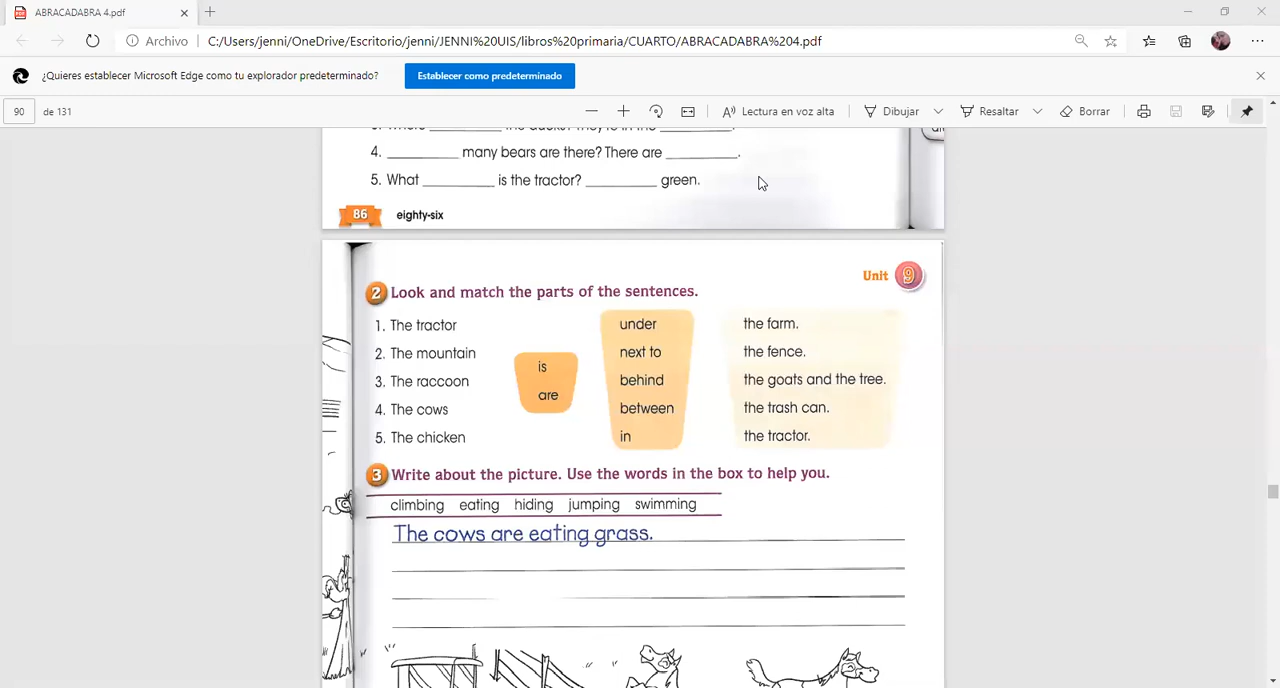 ABRACADABRA 4.pdf
Archivo C:/Users/jenni/OneDrive/Escritorio/jenni/JENNI%20UIS/libros%20primaria/CUARTO/ABRACADABRA%204.pdf
¿Quieres establecer Microsoft Edge como tu explorador predeterminado? Establecer como predeterminado
90 de 131 Lectura en voz alta Dibujar Resaltar Borrar
4. ________ many bears are there? There are ________.
5. What ________ is the tractor? ________ green.
86 eighty-six
Unit 9
2 Look and match the parts of the sentences.
1. The tractor
2. The mountain
3. The raccoon
4. The cows
5. The chicken
is
are
under
next to
behind
between
in
the farm.
the fence.
the goats and the tree.
the trash can.
the tractor.
3 Write about the picture. Use the words in the box to help you.
climbing eating hiding jumping swimming
The cows are eating grass.